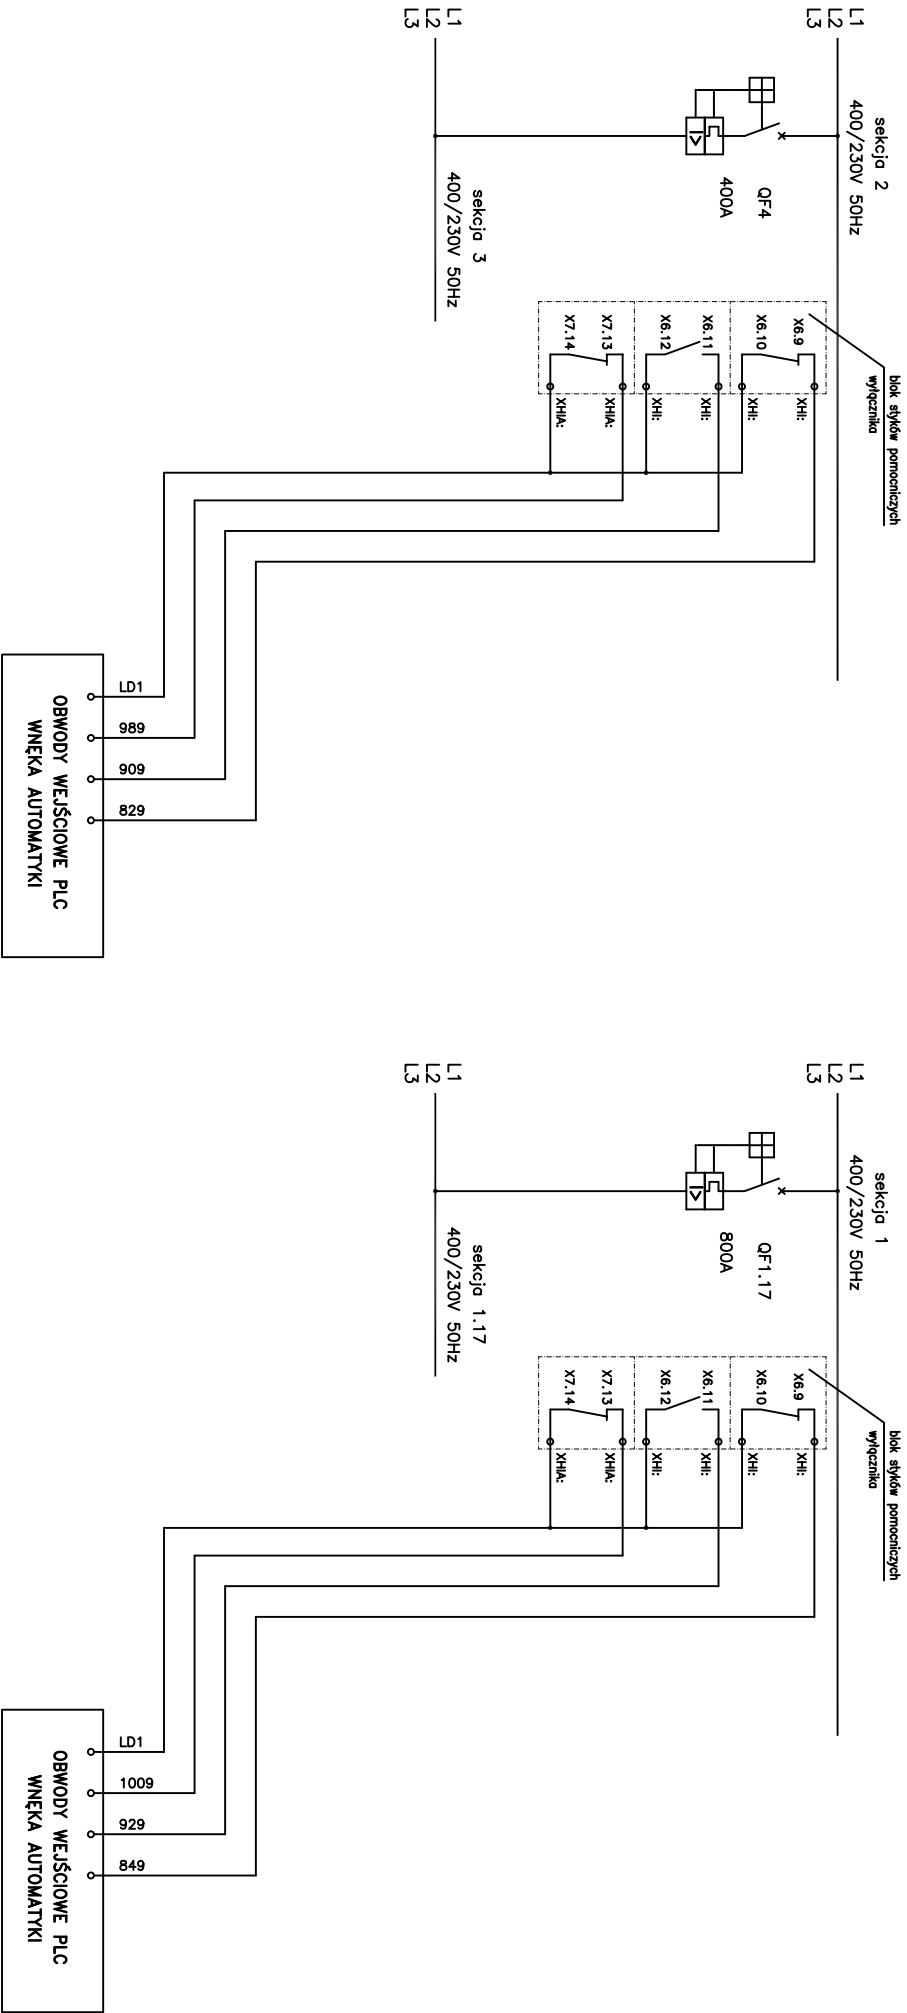 L1
L2
L3
sekcja 2
400/230V 50Hz
QF4
400A
L1
L2
L3
sekcja 3
400/230V 50Hz
blok styków pomocniczych
wyłącznika
X6.9
X6.10
X6.11
X6.12
X7.13
X7.14
XHI:
XHI:
XHI:
XHI:
XHIA:
XHIA:
LD1
989
909
829
OBWODY WEJŚCIOWE PLC
WNĘKA AUTOMATYKI
L1
L2
L3
sekcja 1
400/230V 50Hz
QF1.17
800A
L1
L2
L3
sekcja 1.17
400/230V 50Hz
blok styków pomocniczych
wyłącznika
X6.9
X6.10
X6.11
X6.12
X7.13
X7.14
XHI:
XHI:
XHI:
XHI:
XHIA:
XHIA:
LD1
1009
929
849
OBWODY WEJŚCIOWE PLC
WNĘKA AUTOMATYKI